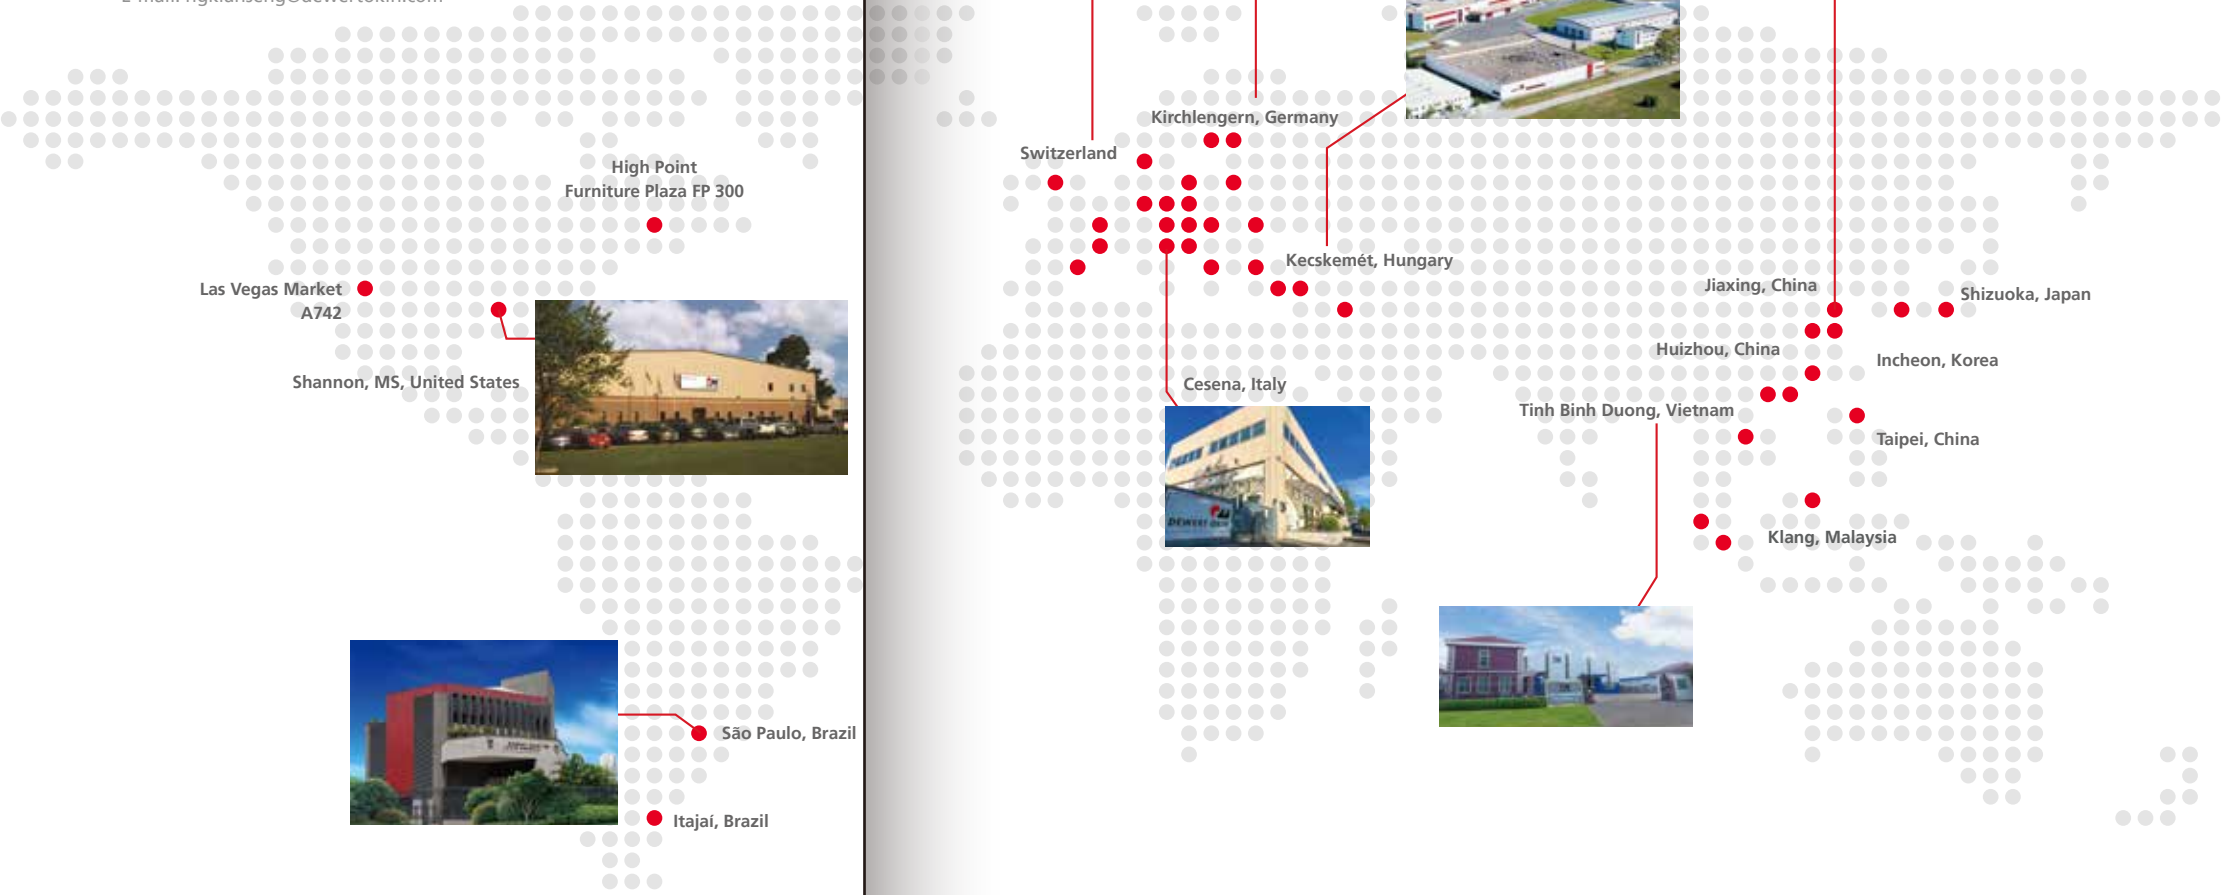 High Point
Furniture Plaza FP 300
Las Vegas Market
A742
Shannon, MS, United States
São Paulo, Brazil
Itajaí, Brazil
Kirchlengern, Germany
Switzerland
Kecskemét, Hungary
Cesena, Italy
Jiaxing, China
Shizuoka, Japan
Huizhou, China
Incheon, Korea
Tinh Binh Duong, Vietnam
Taipei, China
Klang, Malaysia